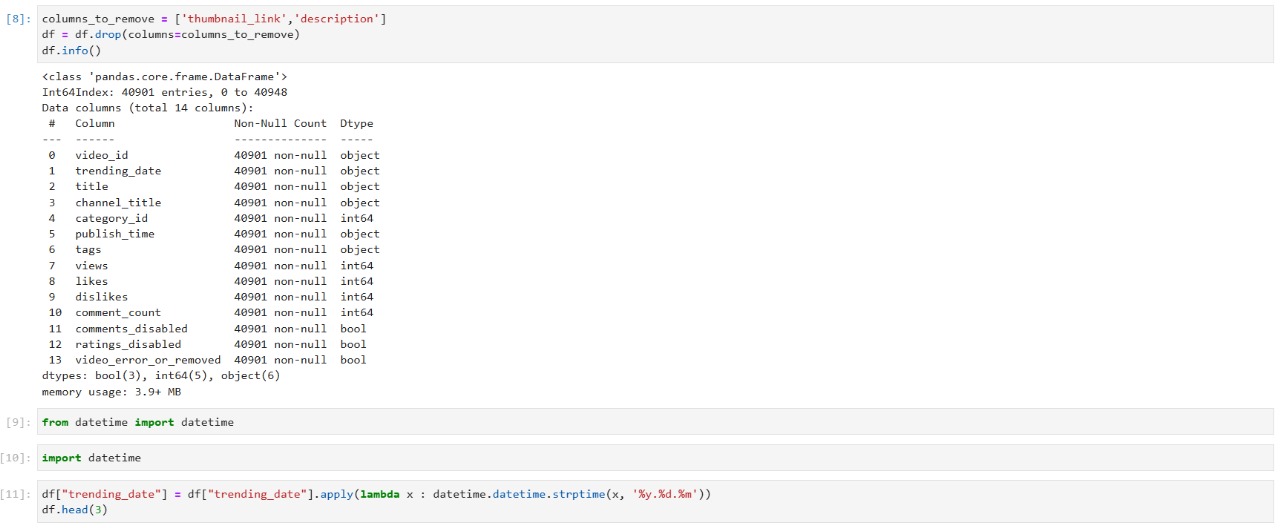 [8]: columns_to_remove = ['thumbnail_link','description']
df = df.drop(columns=columns_to_remove)
df.info()
<class 'pandas.core.frame.DataFrame'>
Int64Index: 40901 entries, 0 to 40948
Data columns (total 14 columns):
 #   Column                  Non-Null Count  Dtype
---  ------                  --------------  -----
 0   video_id                40901 non-null  object
 1   trending_date           40901 non-null  object
 2   title                   40901 non-null  object
 3   channel_title           40901 non-null  object
 4   category_id             40901 non-null  int64
 5   publish_time            40901 non-null  object
 6   tags                    40901 non-null  object
 7   views                   40901 non-null  int64
 8   likes                   40901 non-null  int64
 9   dislikes                40901 non-null  int64
 10  comment_count           40901 non-null  int64
 11  comments_disabled       40901 non-null  bool
 12  ratings_disabled        40901 non-null  bool
 13  video_error_or_removed  40901 non-null  bool
dtypes: bool(3), int64(5), object(6)
memory usage: 3.9+ MB
[9]: from datetime import datetime
[10]: import datetime
[11]: df["trending_date"] = df["trending_date"].apply(lambda x : datetime.datetime.strptime(x, '%y.%d.%m'))
df.head(3)